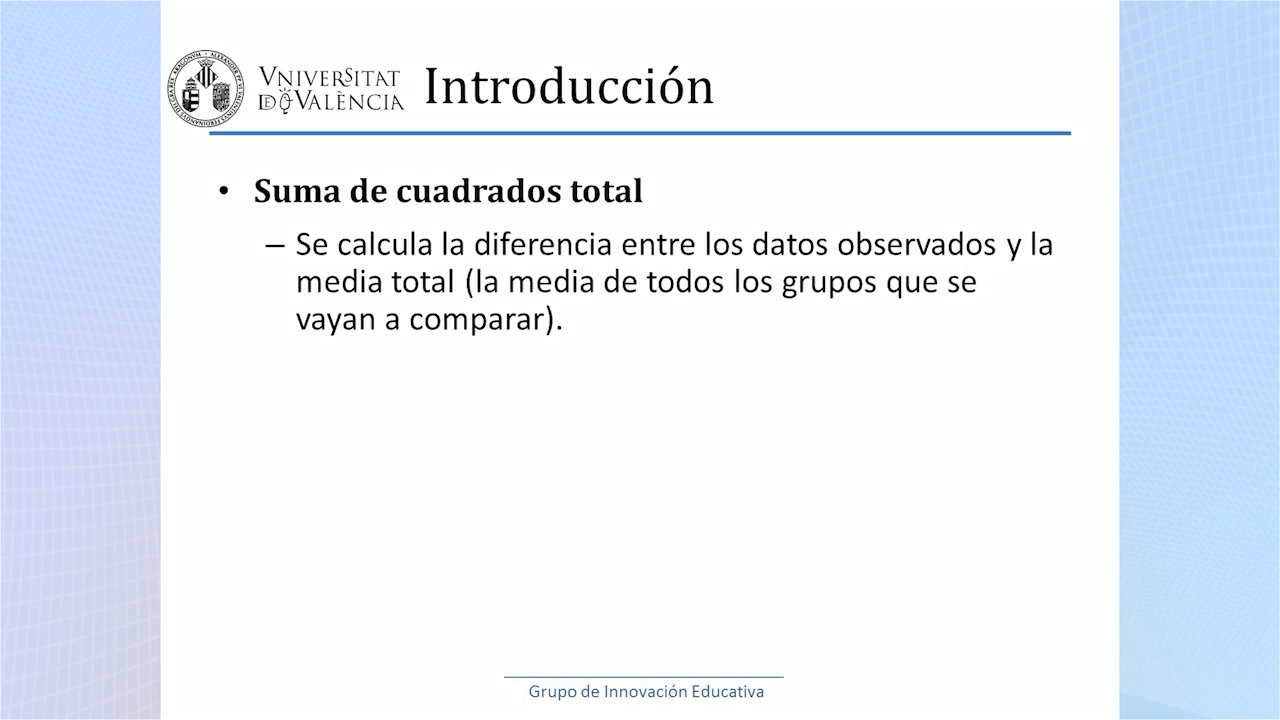 VNIVERSITAT
DE VALÈNCIA
Introducción
• Suma de cuadrados total
– Se calcula la diferencia entre los datos observados y la
media total (la media de todos los grupos que se
vayan a comparar).
Grupo de Innovación Educativa